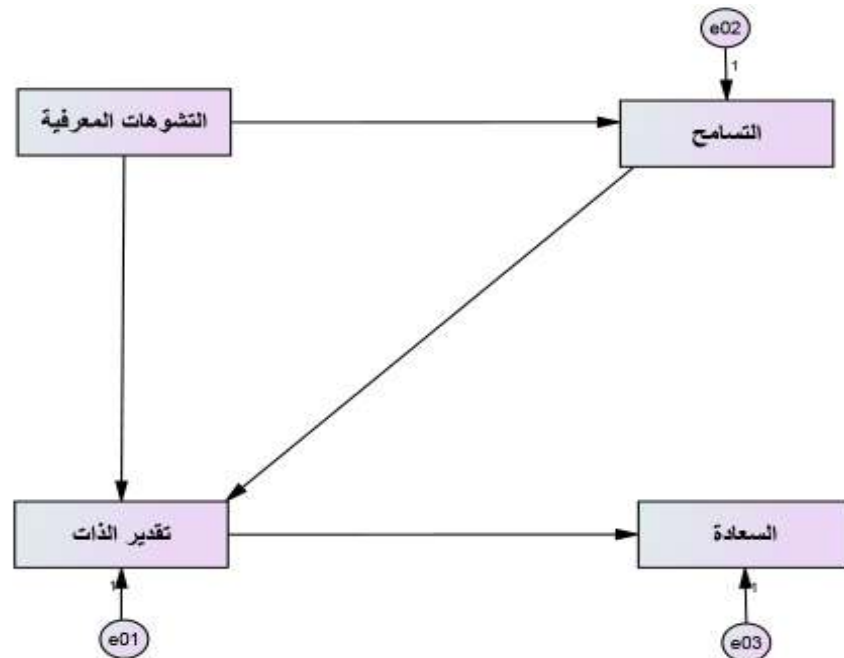 e02
1
التشوهات المعرفية
التسامح
تقدير الذات
السعادة
1
1
e01
e03